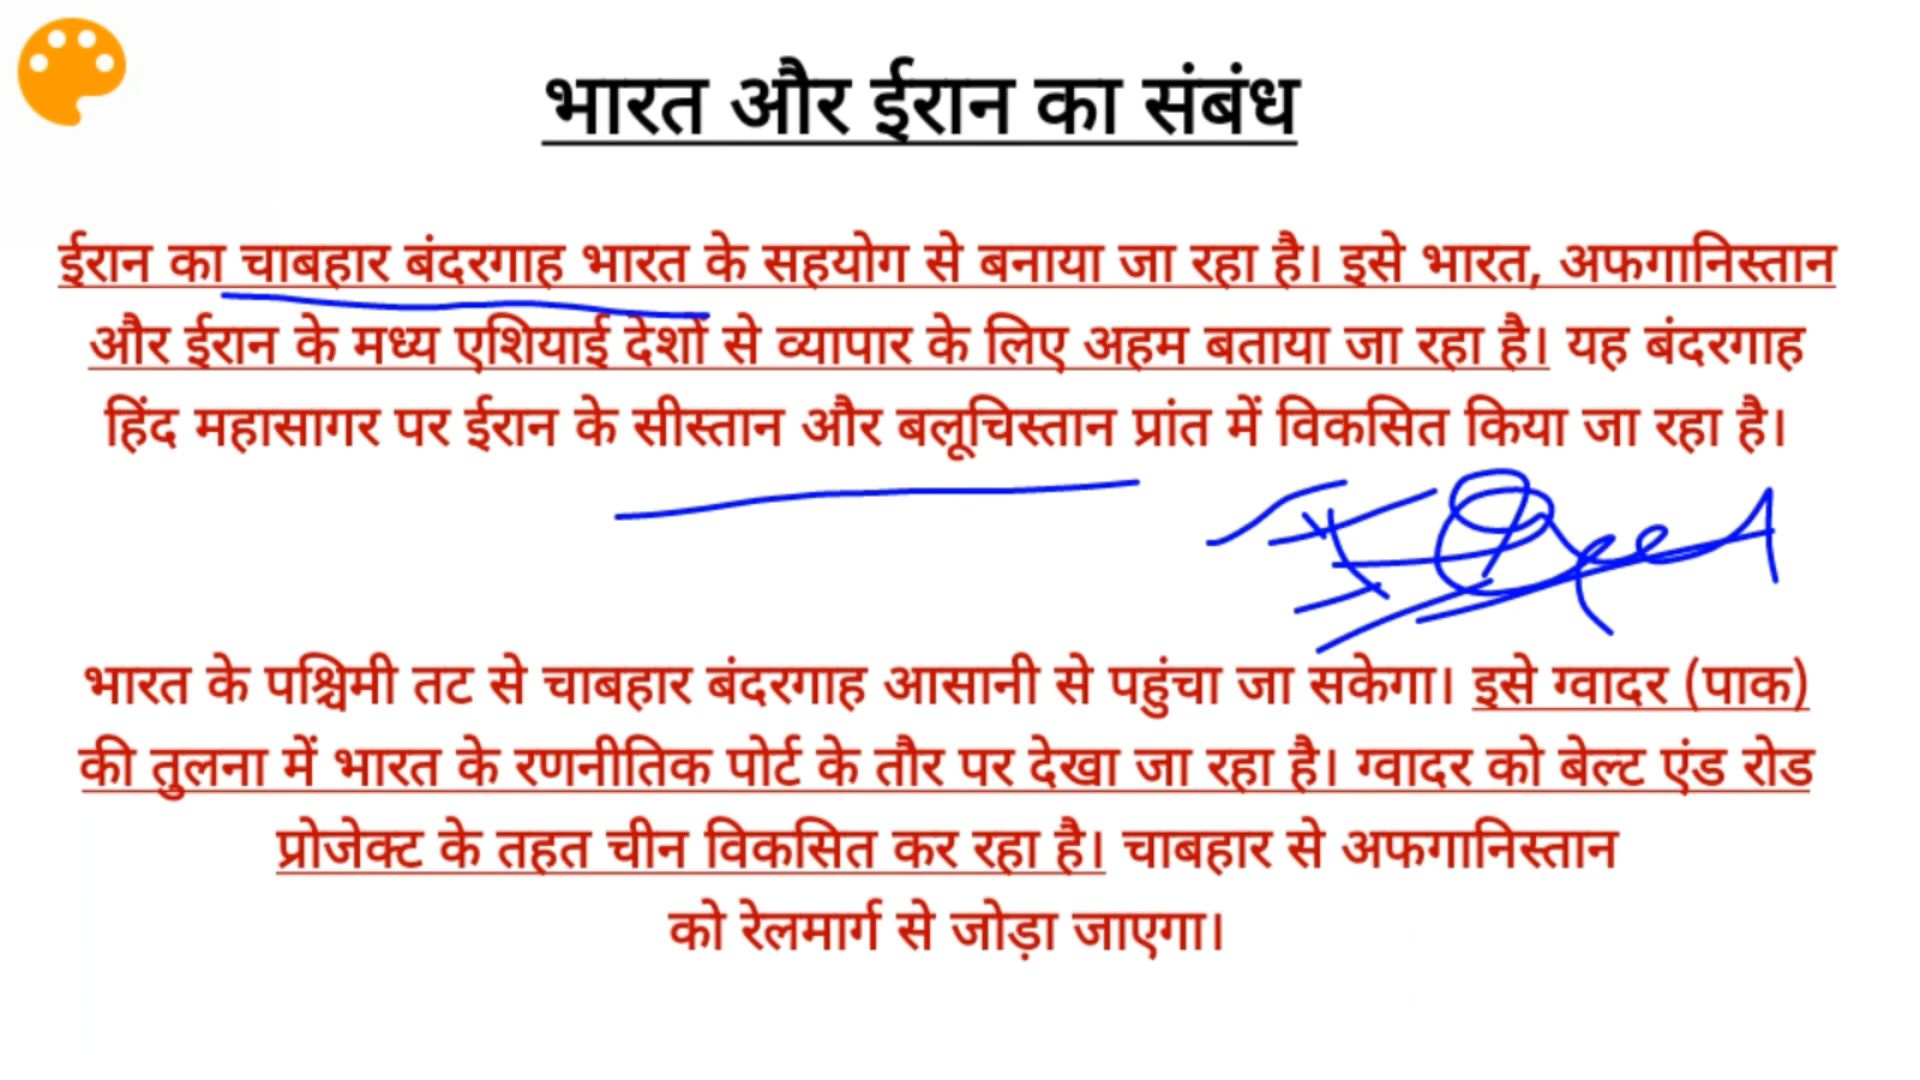 भारत और ईरान का संबंध
ईरान का चाबहार बंदरगाह भारत के सहयोग से बनाया जा रहा है। इसे भारत, अफगानिस्तान
और ईरान के मध्य एशियाई देशों से व्यापार के लिए अहम बताया जा रहा है। यह बंदरगाह
हिंद महासागर पर ईरान के सीस्तान और बलूचिस्तान प्रांत में विकसित किया जा रहा है।
भारत के पश्चिमी तट से चाबहार बंदरगाह आसानी से पहुंचा जा सकेगा। इसे ग्वादर (पाक)
की तुलना में भारत के रणनीतिक पोर्ट के तौर पर देखा जा रहा है। ग्वादर को बेल्ट एंड रोड
प्रोजेक्ट के तहत चीन विकसित कर रहा है। चाबहार से अफगानिस्तान
को रेलमार्ग से जोड़ा जाएगा।